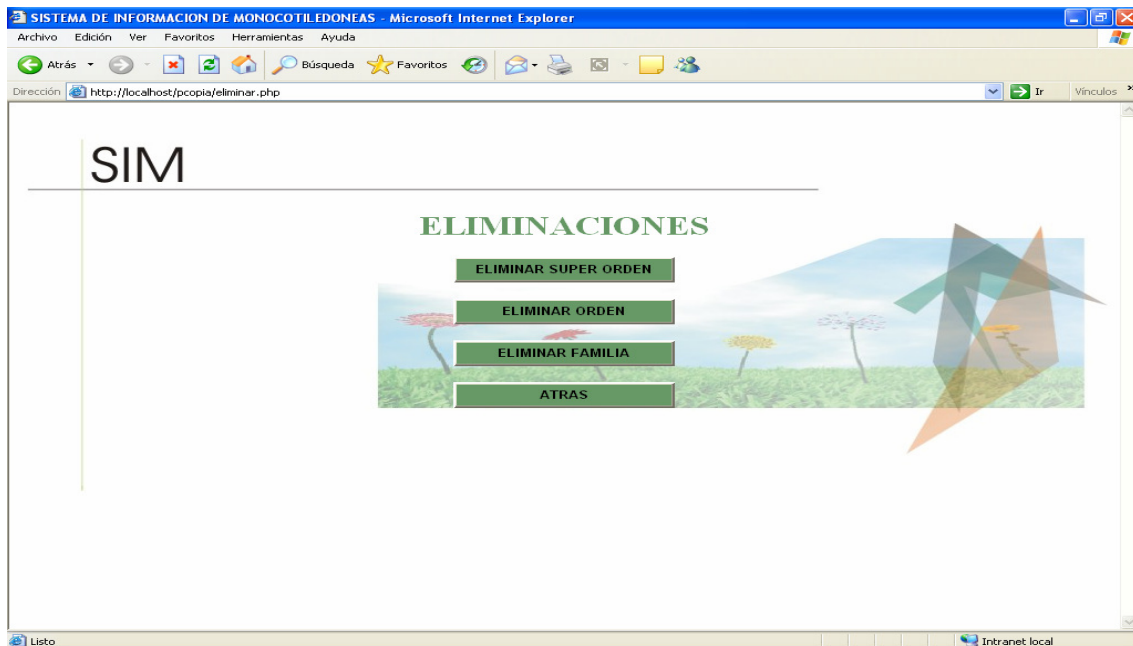 SISTEMA DE INFORMACION DE MONOCOTILEDONEAS - Microsoft Internet Explorer
Archivo Edición Ver Favoritos Herramientas Ayuda
Atrás Búsqueda Favoritos
Dirección http://localhost/pcopia/eliminar.php Ir Vínculos »
SIM
ELIMINACIONES
ELIMINAR SUPER ORDEN
ELIMINAR ORDEN
ELIMINAR FAMILIA
ATRAS
Listo Intranet local